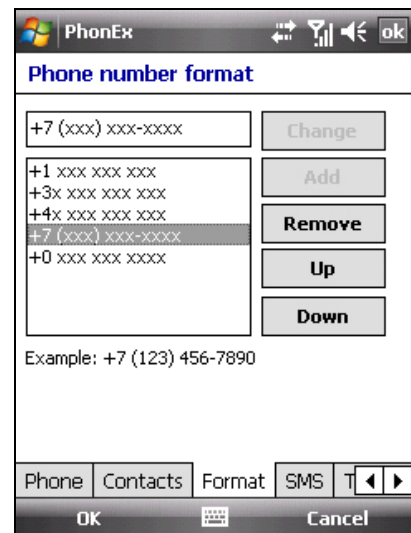 PhonEx
ok
Phone number format
+7 (xxx) xxx-xxxx
Change
+1 xxx xxx xxx
Add
+3x xxx xxx xxx
+4x xxx xxx xxx
+7 (xxx) xxx-xxxx
Remove
+0 xxx xxx xxxx
Up
Down
Example: +7 (123) 456-7890
Phone Contacts Format SMS T
OK Cancel